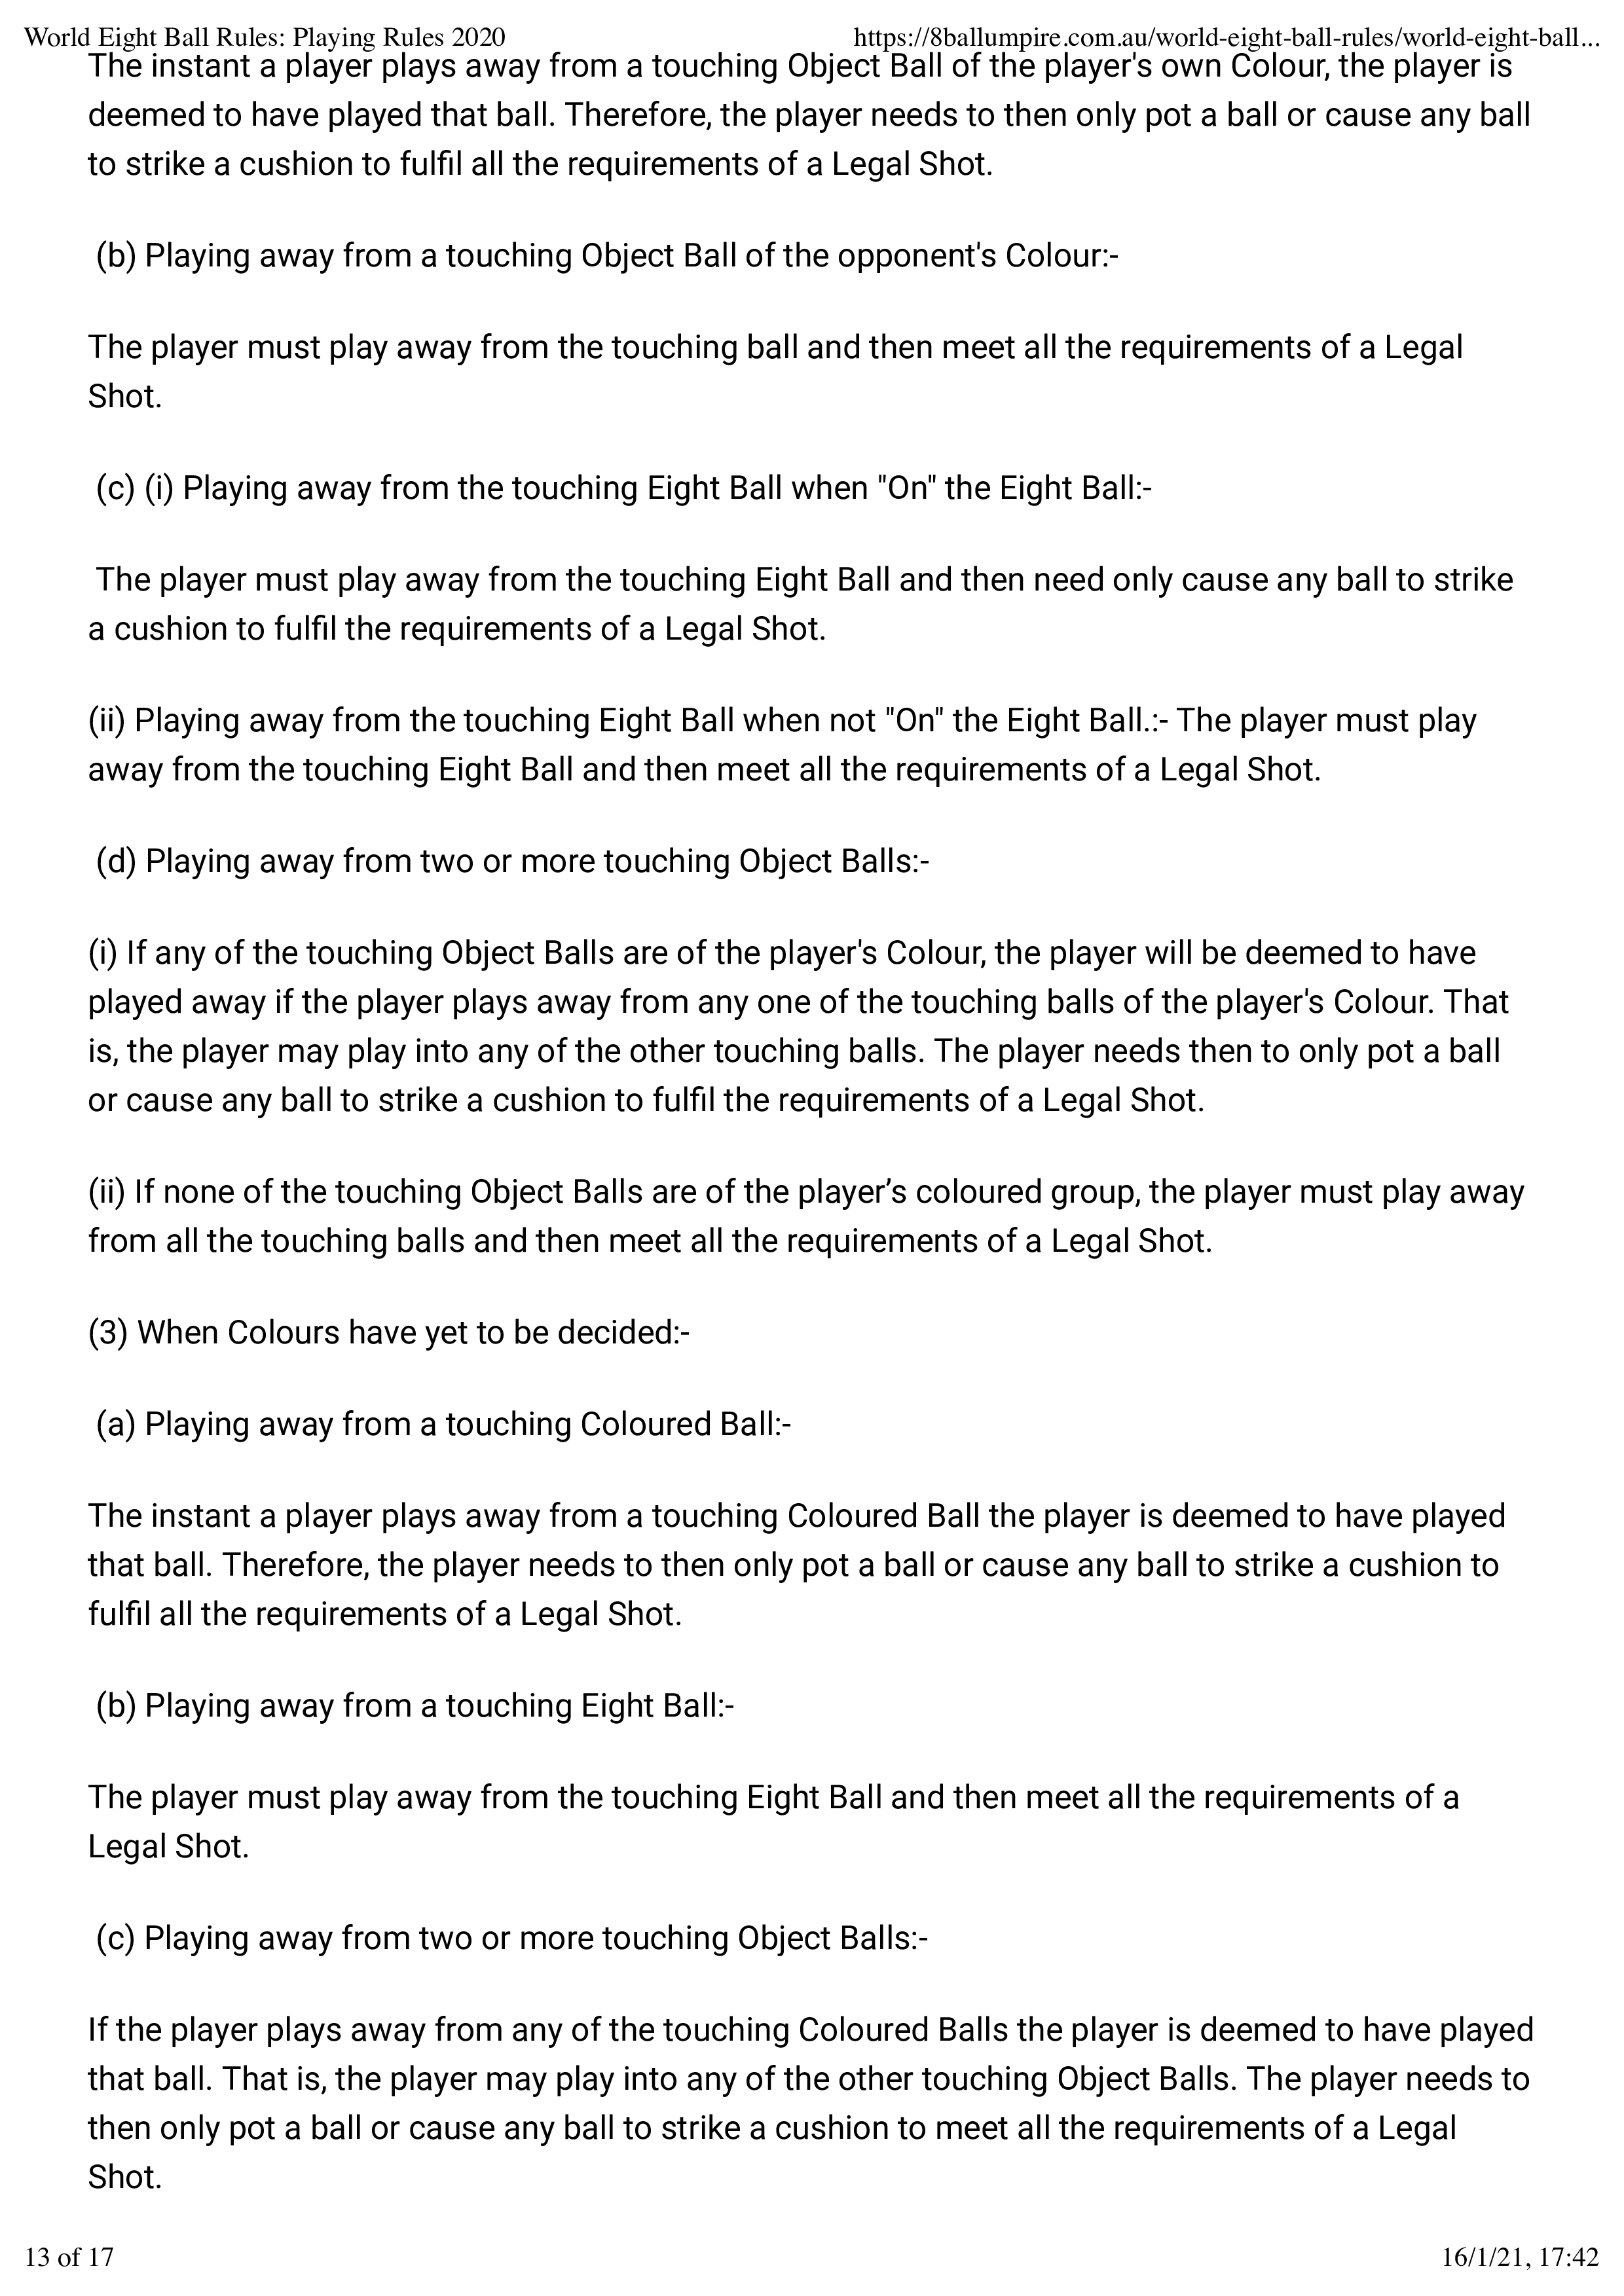 World Eight Ball Rules: Playing Rules 2020
https://8ballumpire.com.au/world-eight-ball-rules/world-eight-ball...
The instant a player plays away from a touching Object Ball of the player's own Colour, the player is
deemed to have played that ball. Therefore, the player needs to then only pot a ball or cause any ball
to strike a cushion to fulfil all the requirements of a Legal Shot.
(b) Playing away from a touching Object Ball of the opponent's Colour:-
The player must play away from the touching ball and then meet all the requirements of a Legal
Shot.
(c) (i) Playing away from the touching Eight Ball when "On" the Eight Ball:-
The player must play away from the touching Eight Ball and then need only cause any ball to strike
a cushion to fulfil the requirements of a Legal Shot.
(ii) Playing away from the touching Eight Ball when not "On" the Eight Ball.:- The player must play
away from the touching Eight Ball and then meet all the requirements of a Legal Shot.
(d) Playing away from two or more touching Object Balls:-
(i) If any of the touching Object Balls are of the player's Colour, the player will be deemed to have
played away if the player plays away from any one of the touching balls of the player's Colour. That
is, the player may play into any of the other touching balls. The player needs then to only pot a ball
or cause any ball to strike a cushion to fulfil the requirements of a Legal Shot.
(ii) If none of the touching Object Balls are of the player’s coloured group, the player must play away
from all the touching balls and then meet all the requirements of a Legal Shot.
(3) When Colours have yet to be decided:-
(a) Playing away from a touching Coloured Ball:-
The instant a player plays away from a touching Coloured Ball the player is deemed to have played
that ball. Therefore, the player needs to then only pot a ball or cause any ball to strike a cushion to
fulfil all the requirements of a Legal Shot.
(b) Playing away from a touching Eight Ball:-
The player must play away from the touching Eight Ball and then meet all the requirements of a
Legal Shot.
(c) Playing away from two or more touching Object Balls:-
If the player plays away from any of the touching Coloured Balls the player is deemed to have played
that ball. That is, the player may play into any of the other touching Object Balls. The player needs to
then only pot a ball or cause any ball to strike a cushion to meet all the requirements of a Legal
Shot.
13 of 17
16/1/21, 17:42